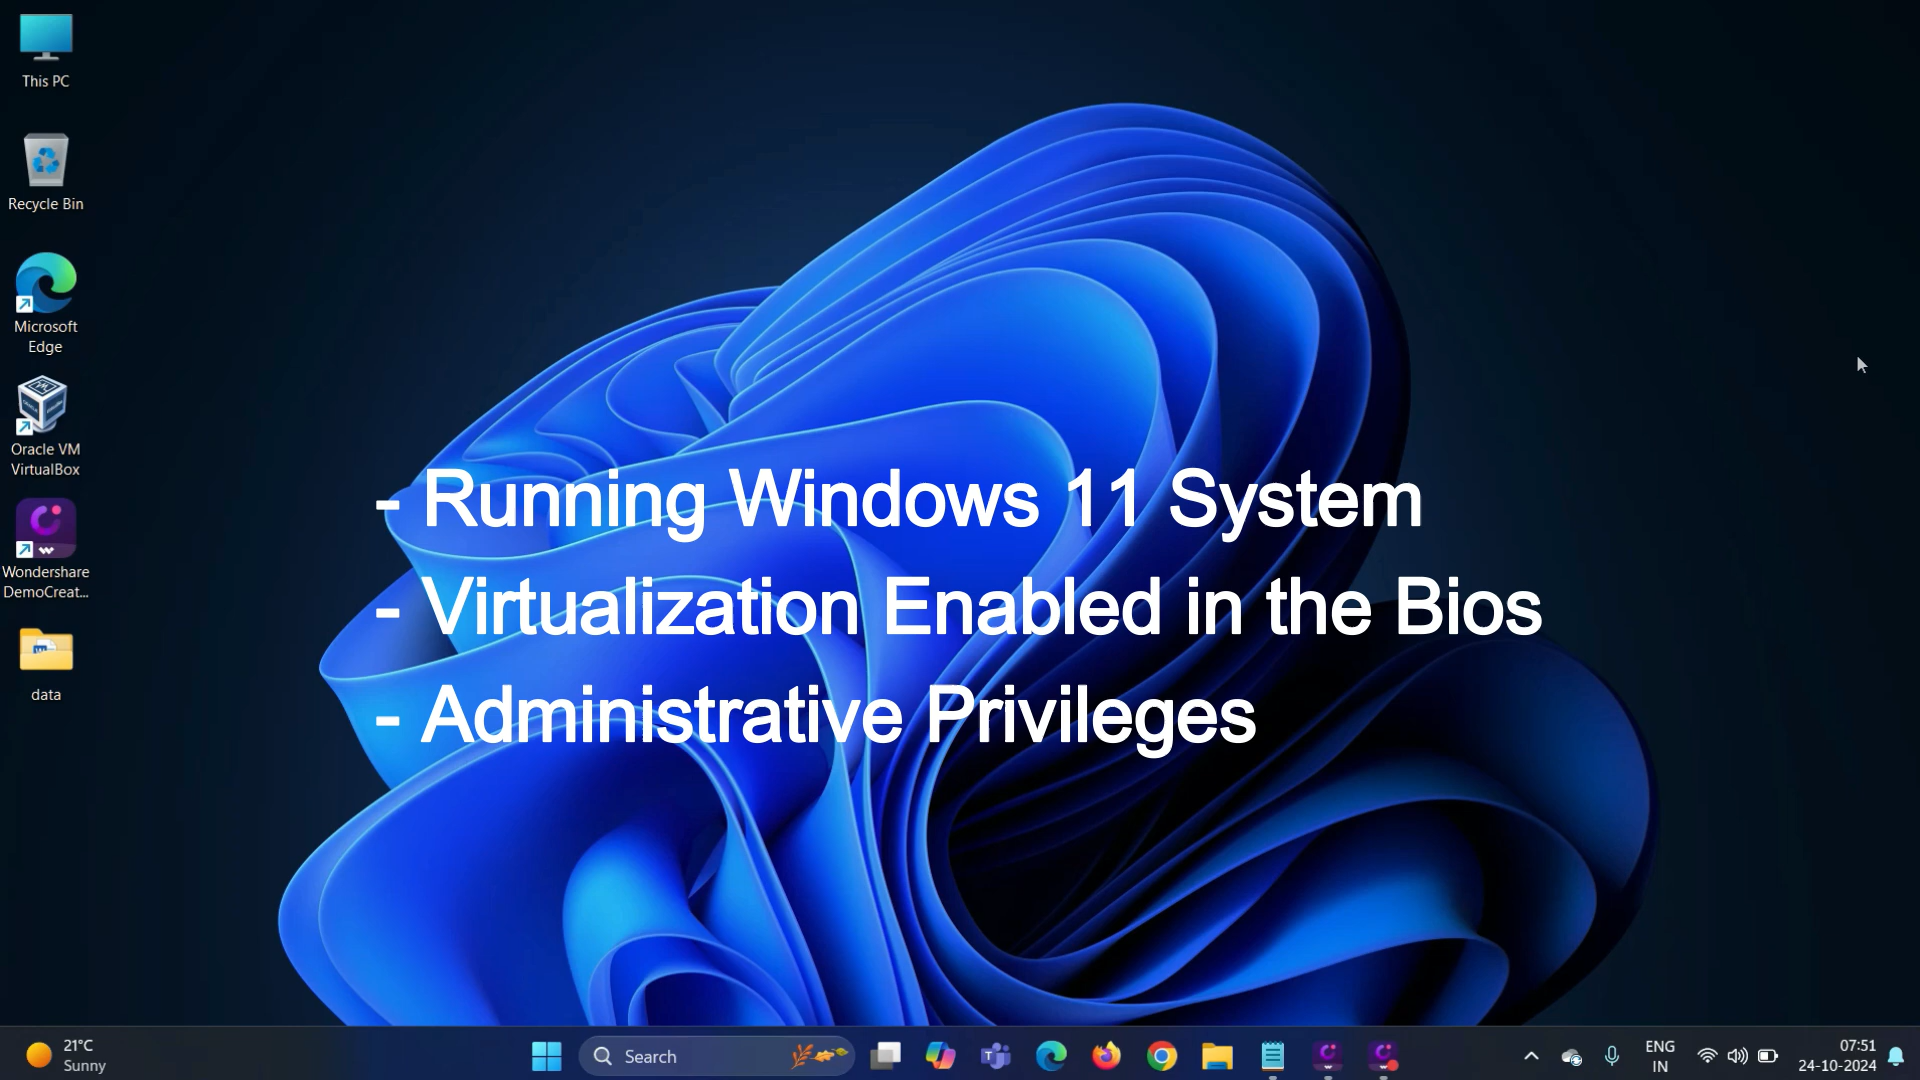 This PC
Recycle Bin
Microsoft
Edge
Oracle VM
VirtualBox
Wondershare
DemoCreat...
data
- Running Windows 11 System
- Virtualization Enabled in the Bios
- Administrative Privileges
21°C
Sunny
Search
ENG
IN
07:51
24-10-2024